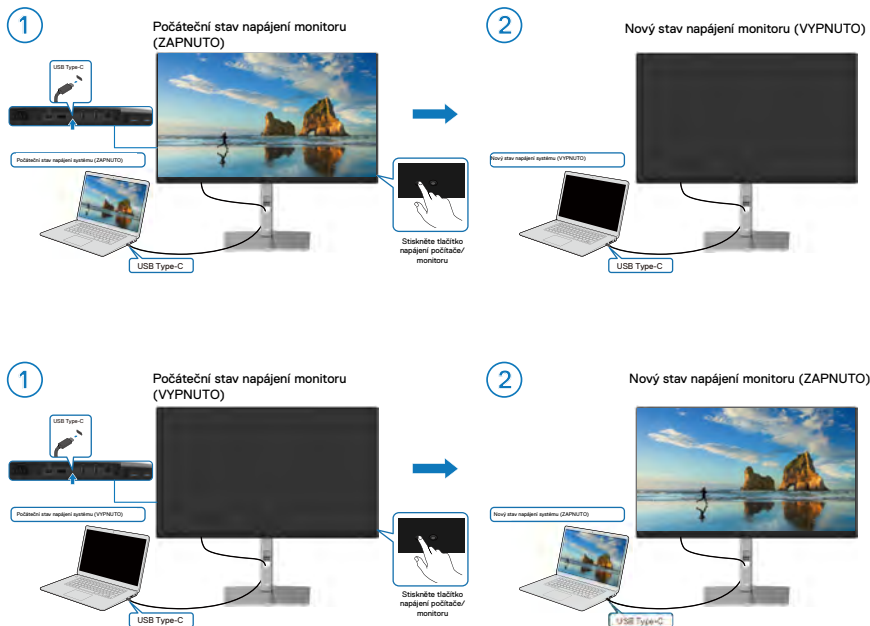 1
Počáteční stav napájení monitoru
(ZAPNUTO)
2
Nový stav napájení monitoru (VYPNUTO)
USB Type-C
Počáteční stav napájení systému (ZAPNUTO)
Nový stav napájení systému (VYPNUTO)
Stiskněte tlačítko
napájení počítače/
monitoru
USB Type-C
USB Type-C
1
Počáteční stav napájení monitoru
(VYPNUTO)
2
Nový stav napájení monitoru (ZAPNUTO)
USB Type-C
Počáteční stav napájení systému (VYPNUTO)
Nový stav napájení systému (ZAPNUTO)
Stiskněte tlačítko
napájení počítače/
monitoru
USB Type-C
USB Type-C